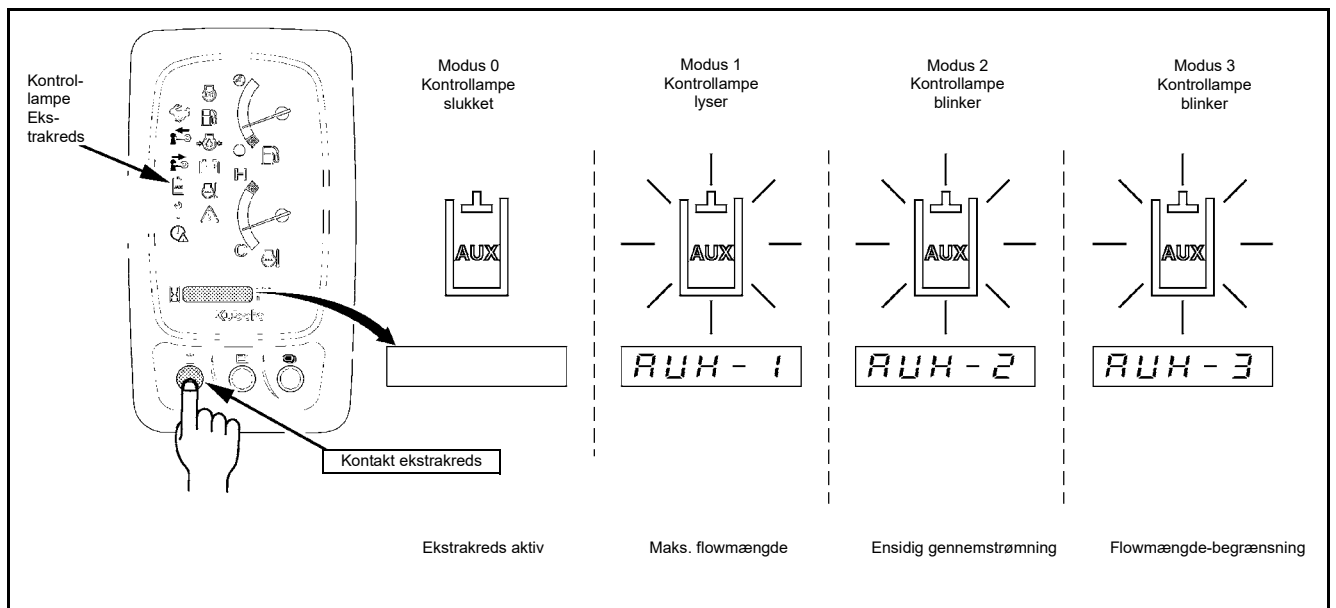 Kontrol-
lampe
Eks-
trakreds
Modus 0
Kontrollampe
slukket
Modus 1
Kontrollampe
lyser
Modus 2
Kontrollampe
blinker
Modus 3
Kontrollampe
blinker
AUX
AUX
AUX
AUX
H
C
Kubota
AUX-1
AUX-2
AUX-3
Kontakt ekstrakreds
Ekstrakreds aktiv
Maks. flowmængde
Ensidig gennemstrømning
Flowmængde-begrænsning